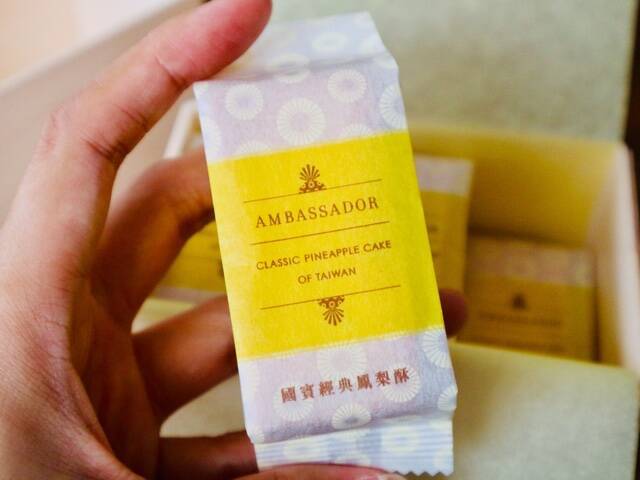 AMBASSADOR
CLASSIC PINEAPPLE CAKE
OF TAIWAN
國賓經典鳳梨酥